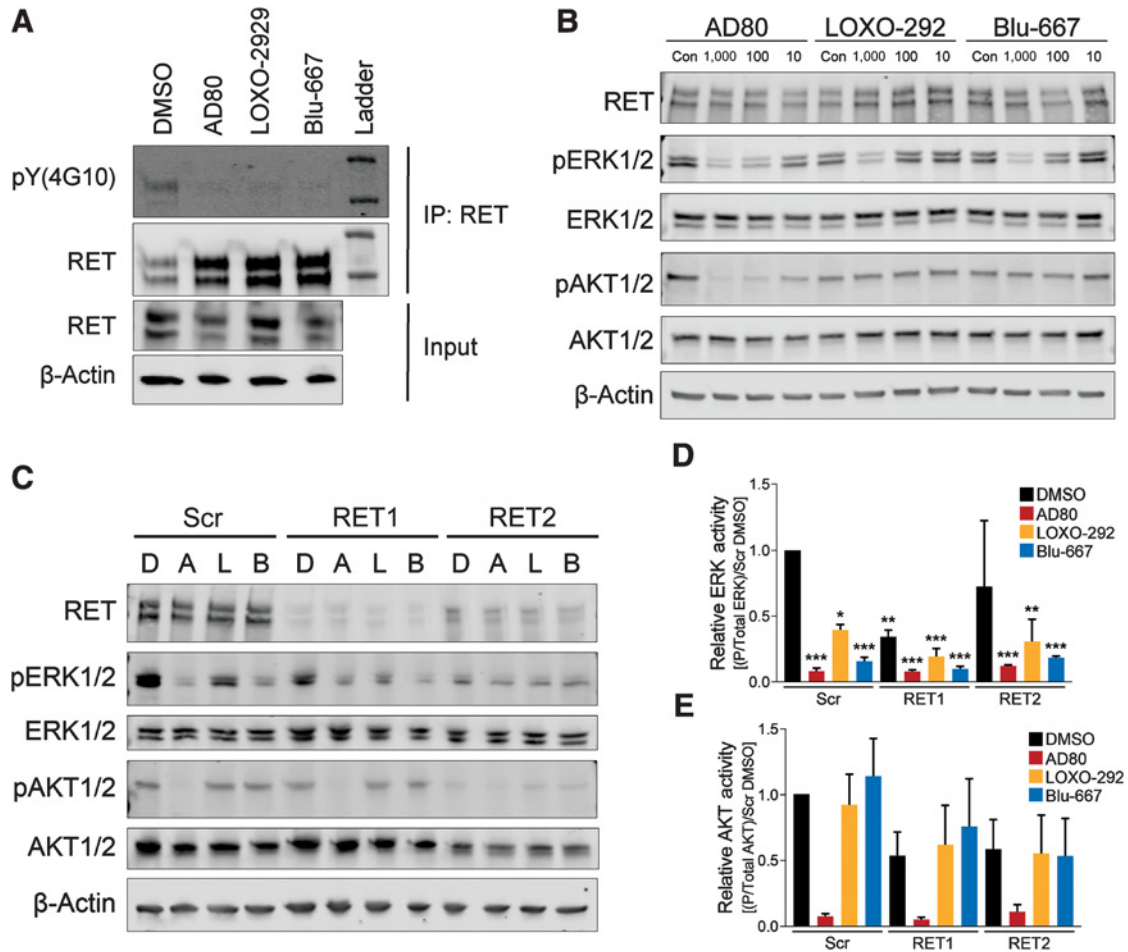 A
DMSO
AD80
LOXO-2929
Blu-667
Ladder
pY(4G10)
RET
IP: RET
RET
β-Actin
Input
B
AD80 LOXO-292 Blu-667
Con 1,000 100 10 Con 1,000 100 10 Con 1,000 100 10
RET
pERK1/2
ERK1/2
pAKT1/2
AKT1/2
β-Actin
C
Scr RET1 RET2
D A L B D A L B D A L B
RET
pERK1/2
ERK1/2
pAKT1/2
AKT1/2
β-Actin
D
Relative ERK activity
[(P/Total ERK)/Scr DMSO]
1.5
1.0
0.5
0.0
DMSO
AD80
LOXO-292
Blu-667
*** * *** ** *** *** *** *** ** ***
Scr RET1 RET2
E
Relative AKT activity
[(P/Total AKT)/Scr DMSO]
1.5
1.0
0.5
0.0
DMSO
AD80
LOXO-292
Blu-667
Scr RET1 RET2